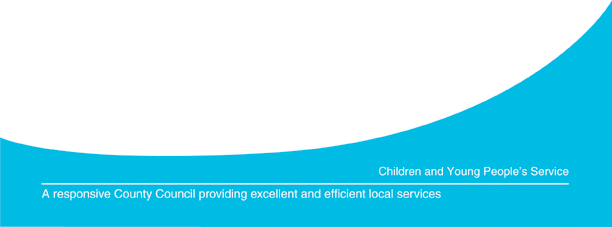 Children and Young People's Service
A responsive County Council providing excellent and efficient local services